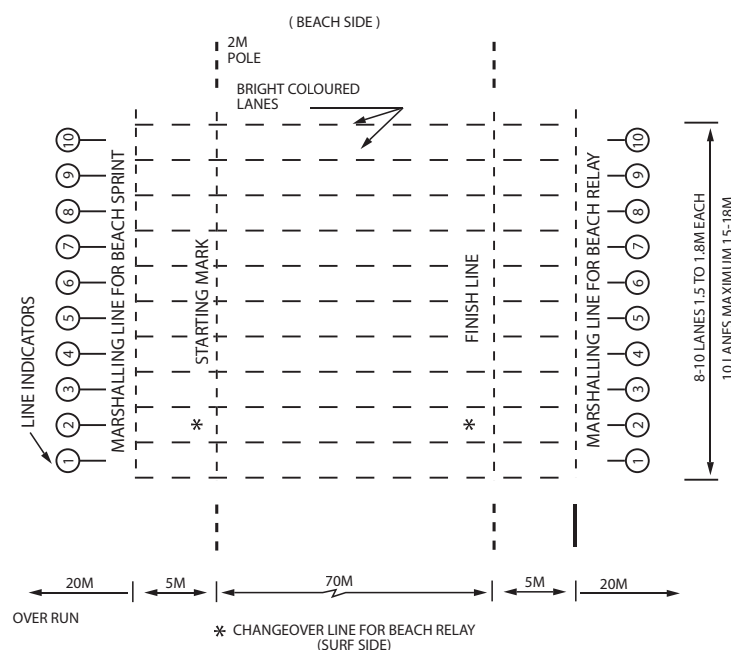 ( BEACH SIDE )
2M
POLE
BRIGHT COLOURED
LANES
10
9
8
7
6
5
4
3
2
1
LINE INDICATORS
MARSHALLING LINE FOR BEACH SPRINT
STARTING MARK
*
FINISH LINE
*
MARSHALLING LINE FOR BEACH RELAY
10
9
8
7
6
5
4
3
2
1
8-10 LANES 1.5 TO 1.8M EACH
10 LANES MAXIMUM 15-18M
20M
5M
70M
5M
20M
OVER RUN
* CHANGEOVER LINE FOR BEACH RELAY
(SURF SIDE)